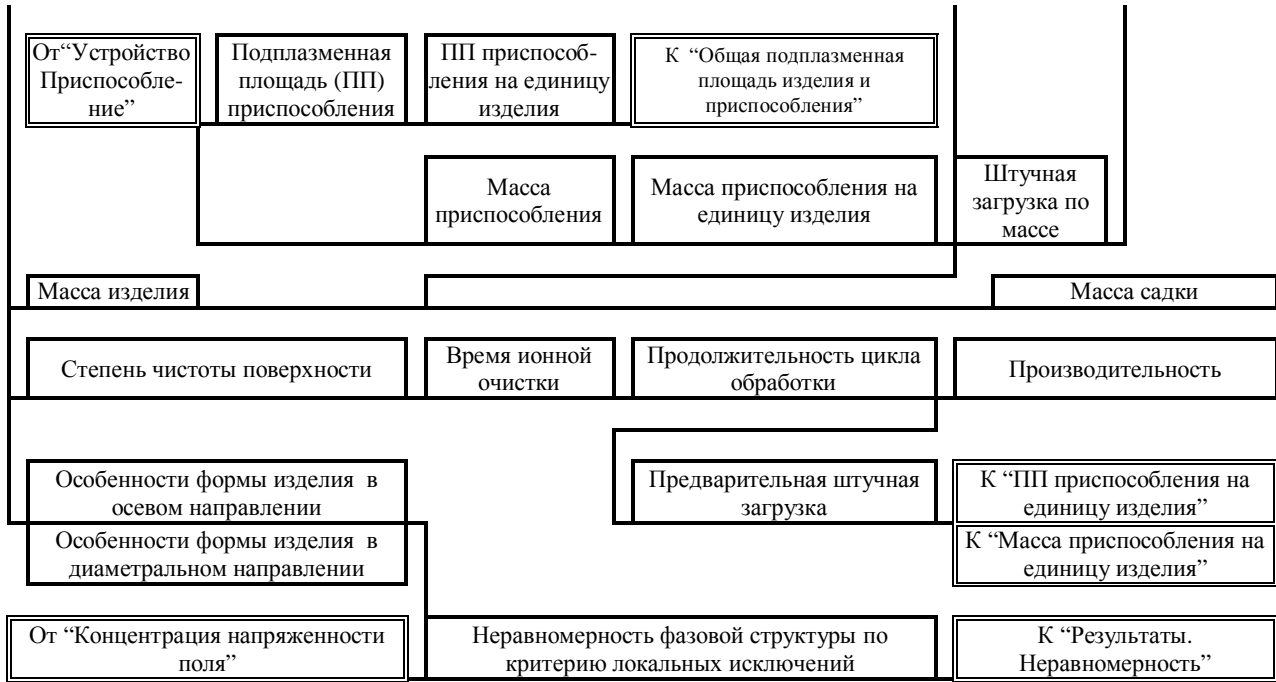 От“Устройство
Приспособле-
ние”
Подплазменная
площадь (ПП)
приспособления
ПП приспособ-
ления на единицу
изделия
К “Общая подплазменная
площадь изделия и
приспособления”
Масса
приспособления
Масса приспособления на
единицу изделия
Штучная
загрузка по
массе
Масса изделия
Масса садки
Степень чистоты поверхности
Время ионной
очистки
Продолжительность цикла
обработки
Производительность
Особенности формы изделия в
осевом направлении
Предварительная штучная
загрузка
К “ПП приспособления на
единицу изделия”
Особенности формы изделия в
диаметральном направлении
К “Масса приспособления на
единицу изделия”
От “Концентрация напряженности
поля”
Неравномерность фазовой структуры по
критерию локальных исключений
К “Результаты.
Неравномерность”